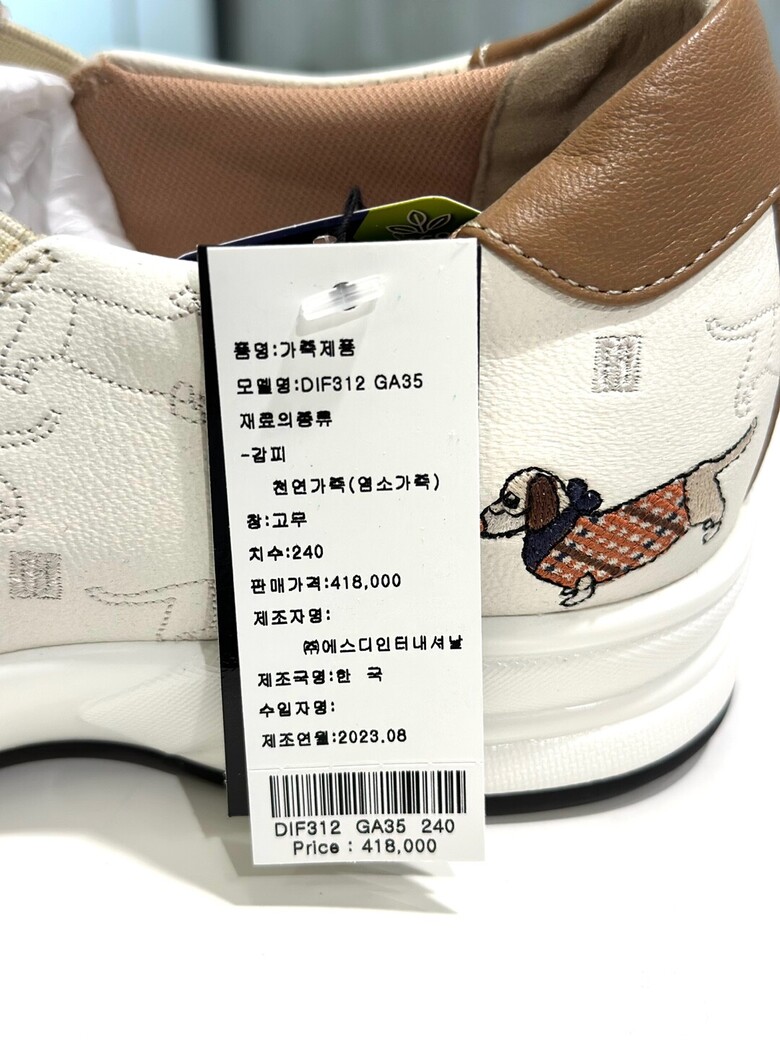 품명:가죽제품
모델명:DIF312 GA35
재료의종류
-갑피
천연가죽(염소가죽)
창:고무
치수:240
판매가격:418,000
제조자명:
㈜에스디인터내셔날
제조국명:한 국
수입자명:
제조연월:2023.08
DIF312 GA35 240
Price : 418,000